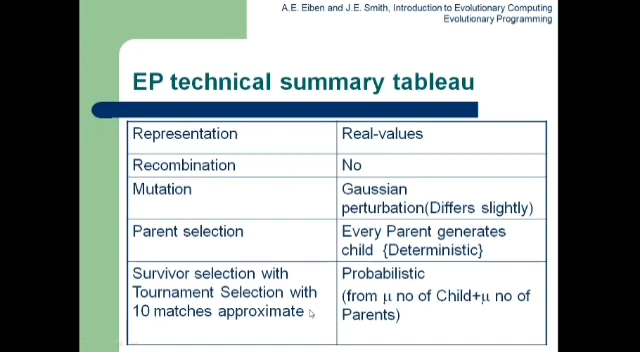 A.E. Eiben and J.E. Smith, Introduction to Evolutionary Computing
Evolutionary Programming
EP technical summary tableau
Representation
Real-values
Recombination
No
Mutation
Gaussian
perturbation(Differs slightly)
Parent selection
Every Parent generates
child {Deterministic}
Survivor selection with
Tournament Selection with
10 matches approximate
Probabilistic
(from μ no of Child+μ no of
Parents)